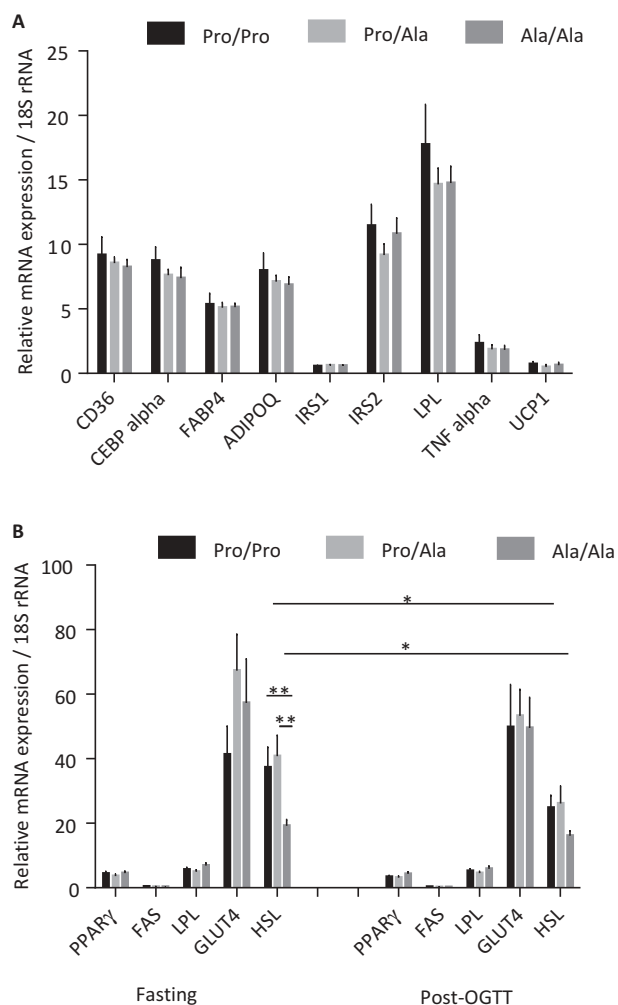 A
Pro/Pro Pro/Ala Ala/Ala
Relative mRNA expression / 18S rRNA
25
20
15
10
5
0
CD36 CEBP alpha FABP4 ADIPOQ IRS1 IRS2 LPL TNF alpha UCP1
B
Pro/Pro Pro/Ala Ala/Ala
Relative mRNA expression / 18S rRNA
100
80
60
40
20
0
*
*
**
**
PPARγ FAS LPL GLUT4 HSL PPARγ FAS LPL GLUT4 HSL
Fasting Post-OGTT